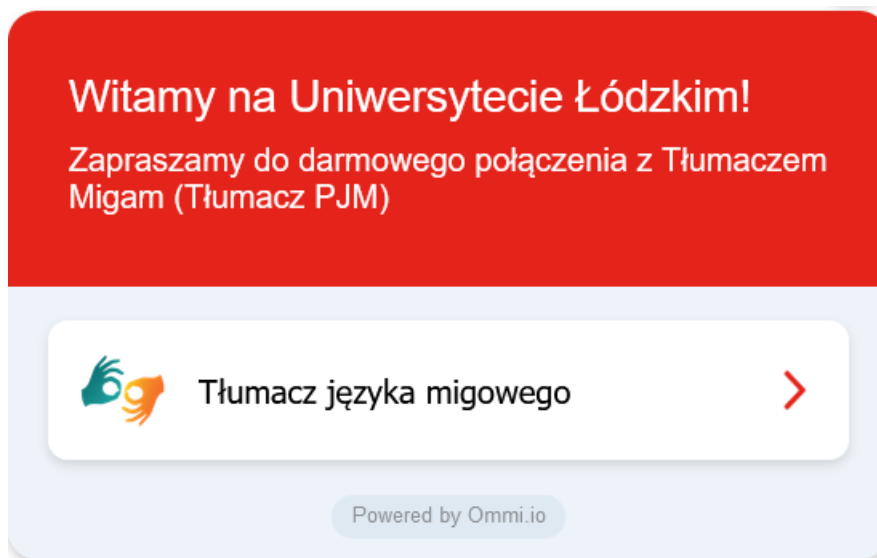 Witamy na Uniwersytecie Łódzkim!
Zapraszamy do darmowego połączenia z Tłumaczem
Migam (Tłumacz PJM)
Tłumacz języka migowego
Powered by Ommi.io